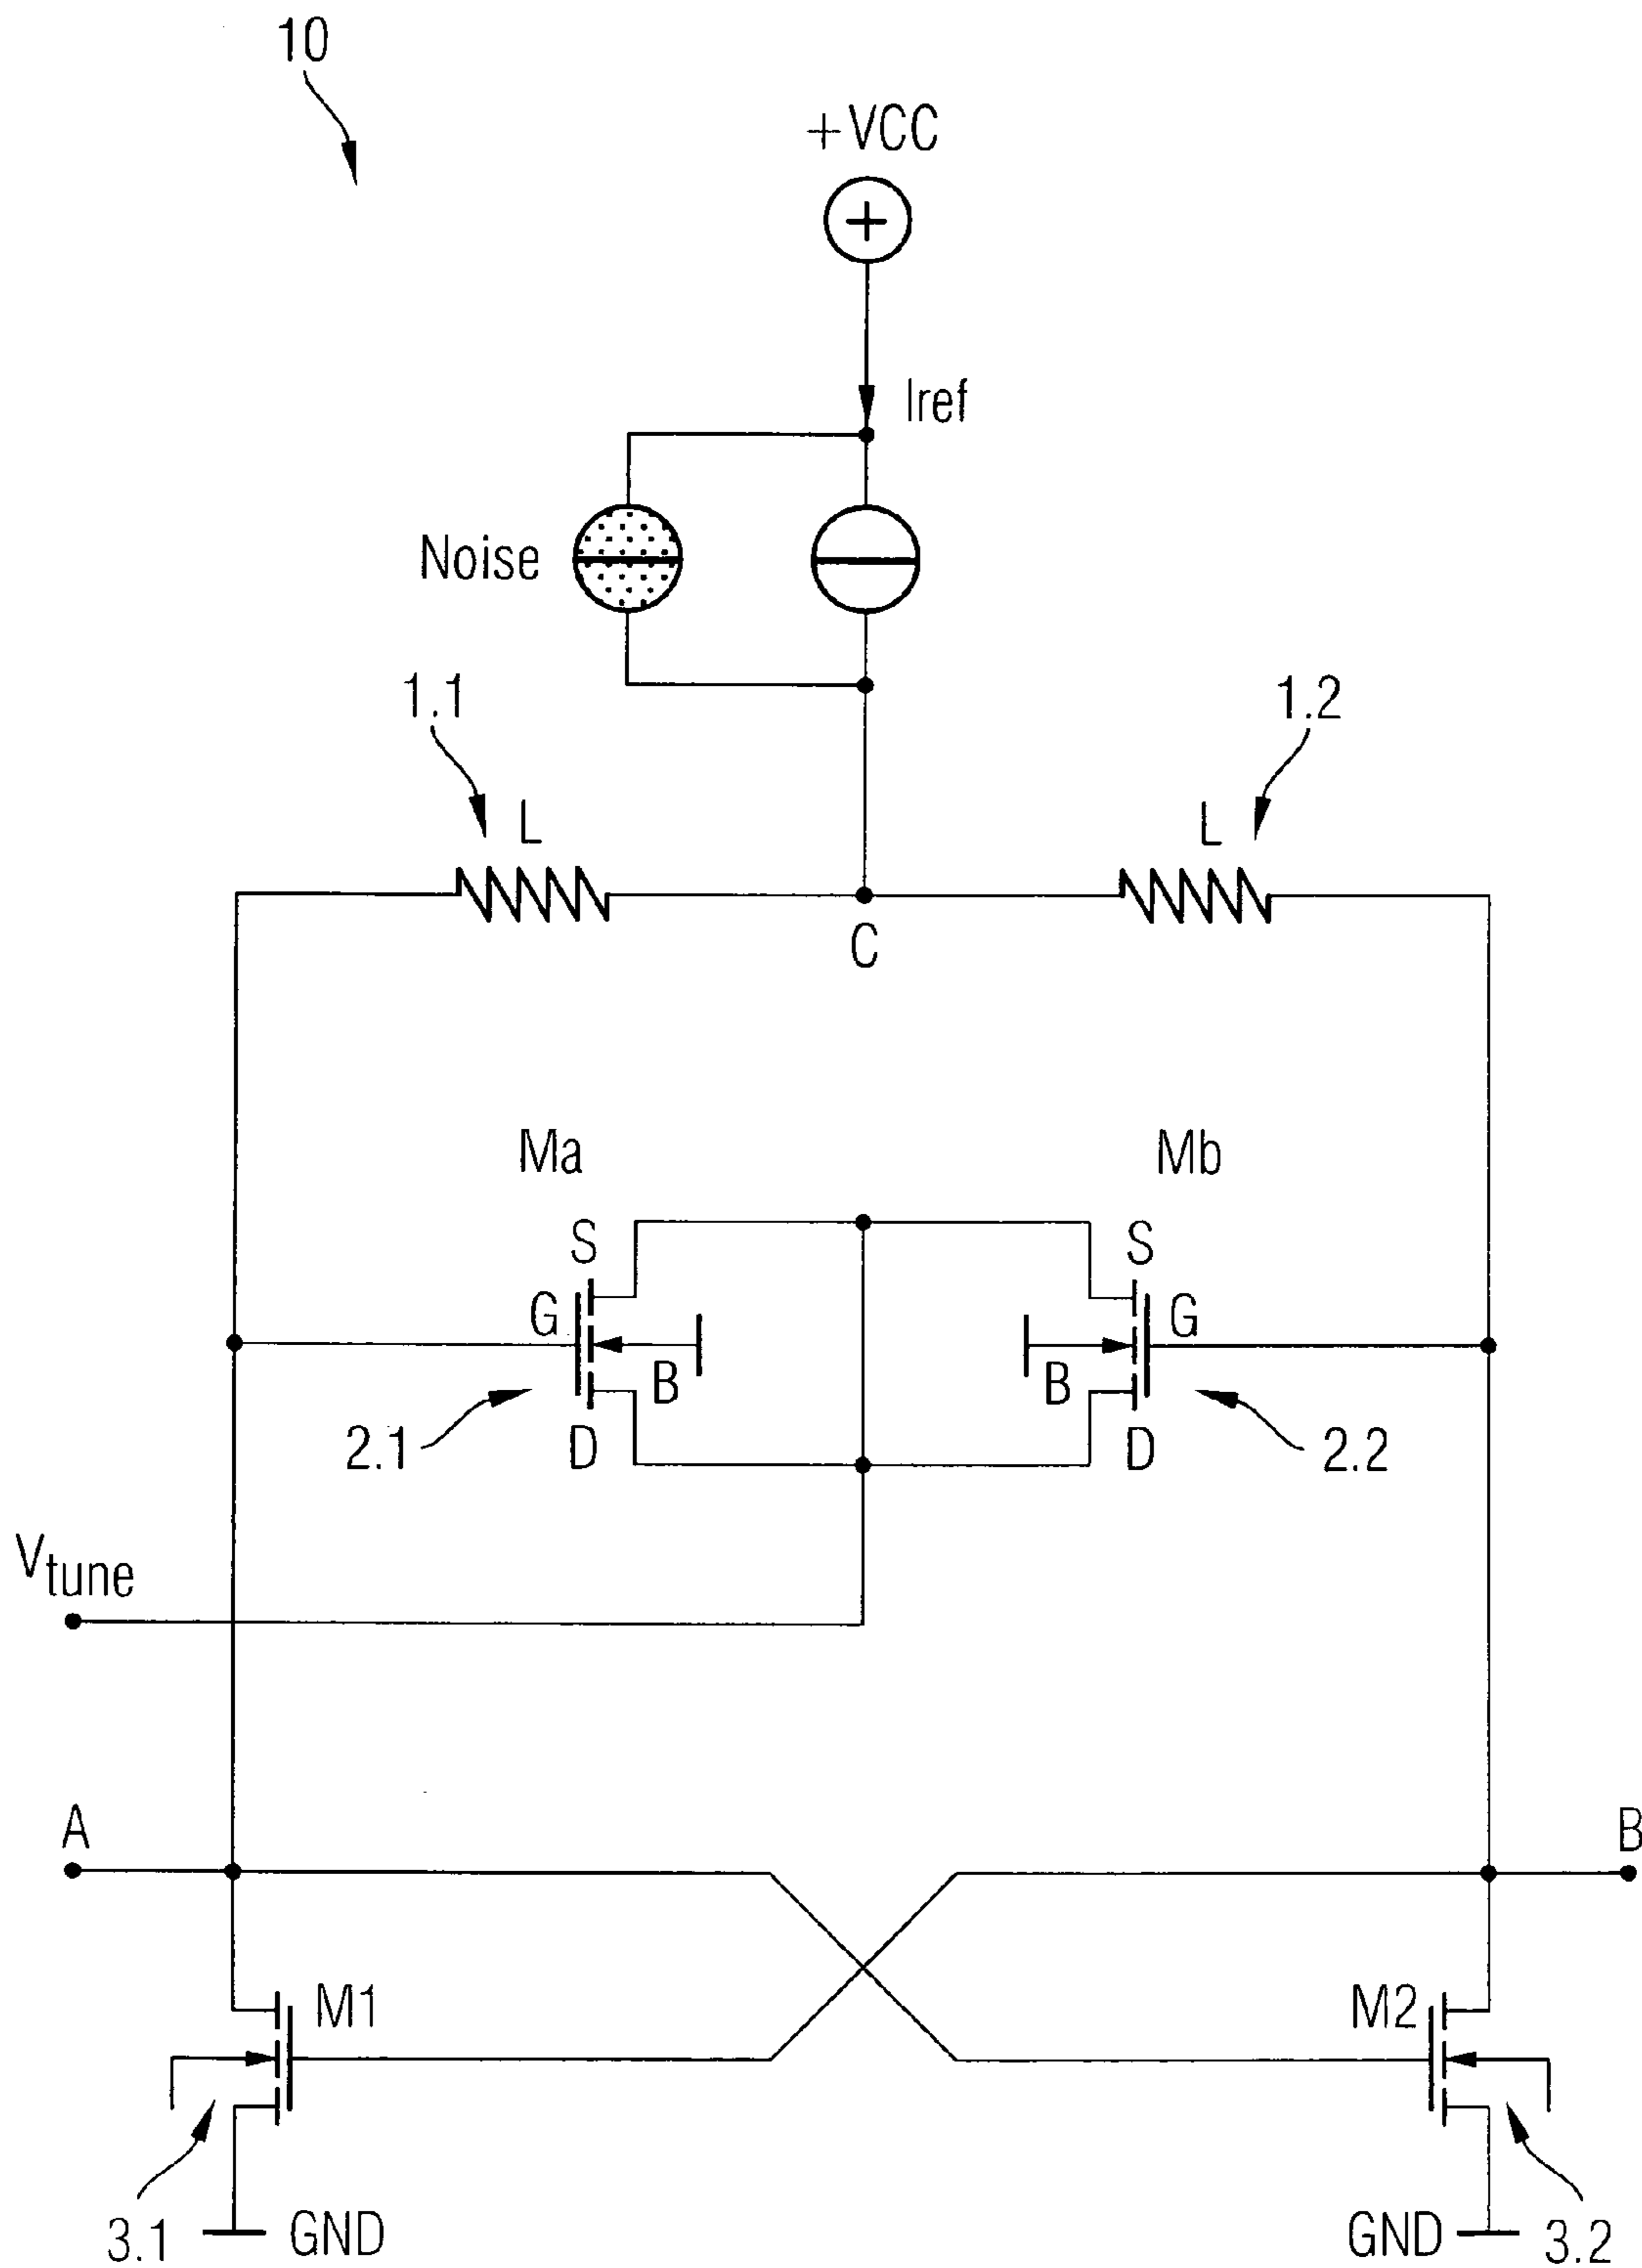 10
+VCC
+
Iref
Noise
1.1
1.2
L
L
C
Ma
Mb
S
S
G
G
B
B
2.1
D
D
2.2
Vtune
A
B
M1
M2
3.1
GND
GND
3.2